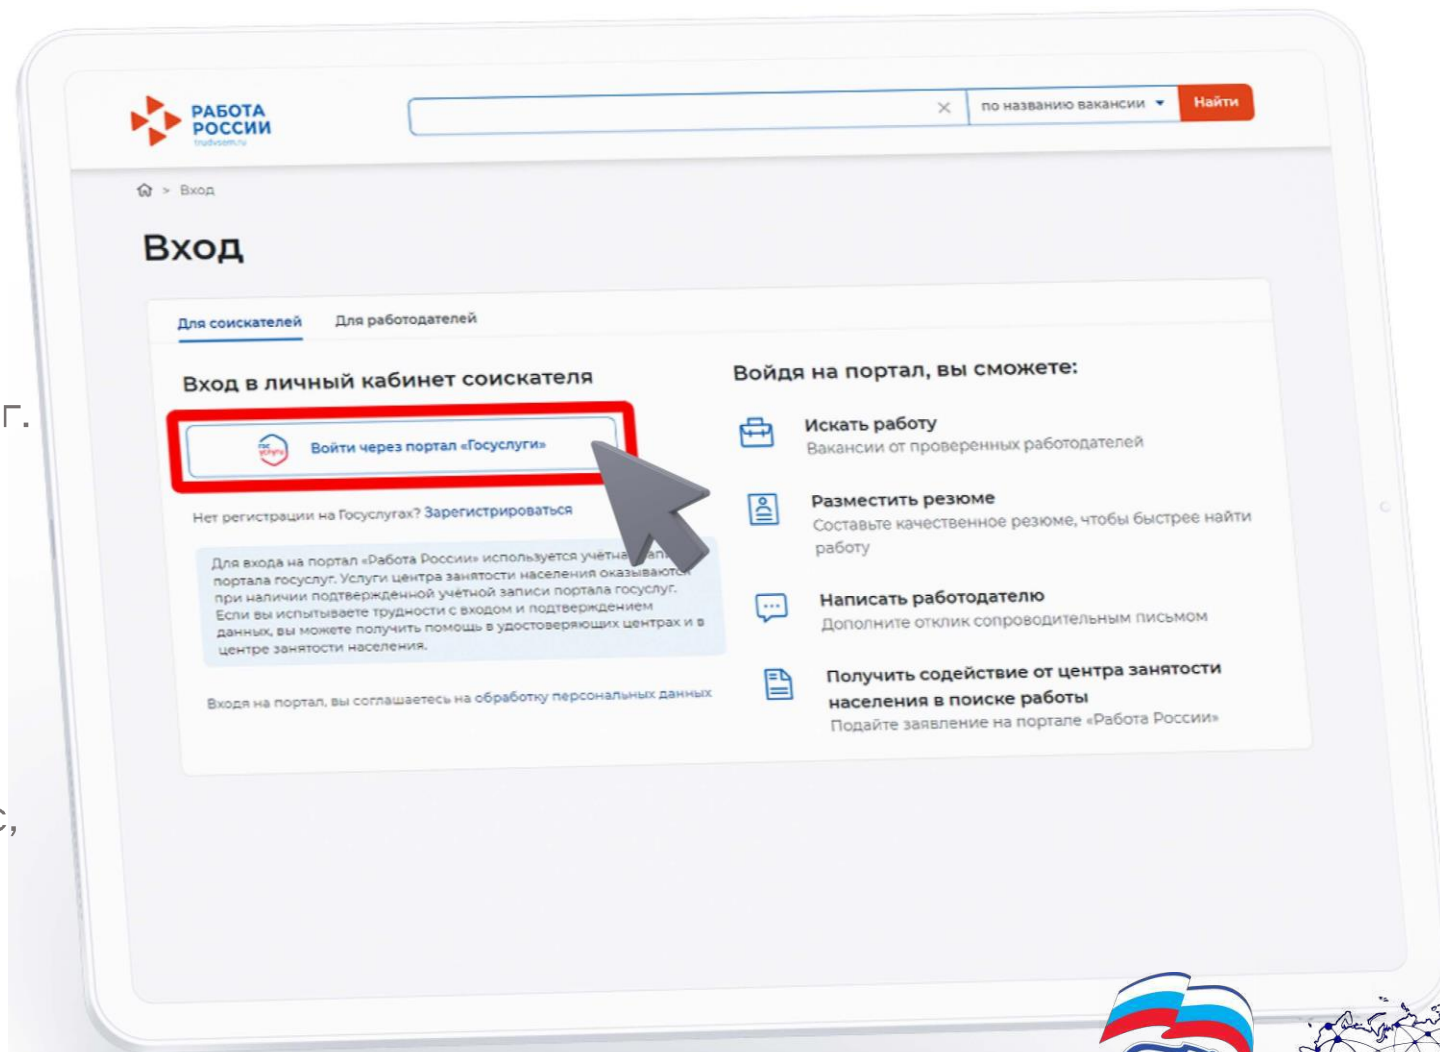 РАБОТА
РОССИИ
trudvsem.ru
по названию вакансии
Найти
> Вход
Вход
Для соискателей
Для работодателей
Вход в личный кабинет соискателя
г.
гос
услуги
Войти через портал «Госуслуги»
Нет регистрации на Госуслугах? Зарегистрироваться
Для входа на портал «Работа России» используется учётна
портала госуслуг. Услуги центра занятости населения оказываются
при наличии подтвержденной учётной записи портала госуслуг.
Если вы испытываете трудности с входом и подтверждением
данных, вы можете получить помощь в удостоверяющих центрах и в
центре занятости населения.
Входя на портал, вы соглашаетесь на обработку персональных данных
с,
Войдя на портал, вы сможете:
Искать работу
Вакансии от проверенных работодателей
Разместить резюме
Составьте качественное резюме, чтобы быстрее найти
работу
Написать работодателю
Дополните отклик сопроводительным письмом
Получить содействие от центра занятости
населения в поиске работы
Подайте заявление на портале «Работа России»